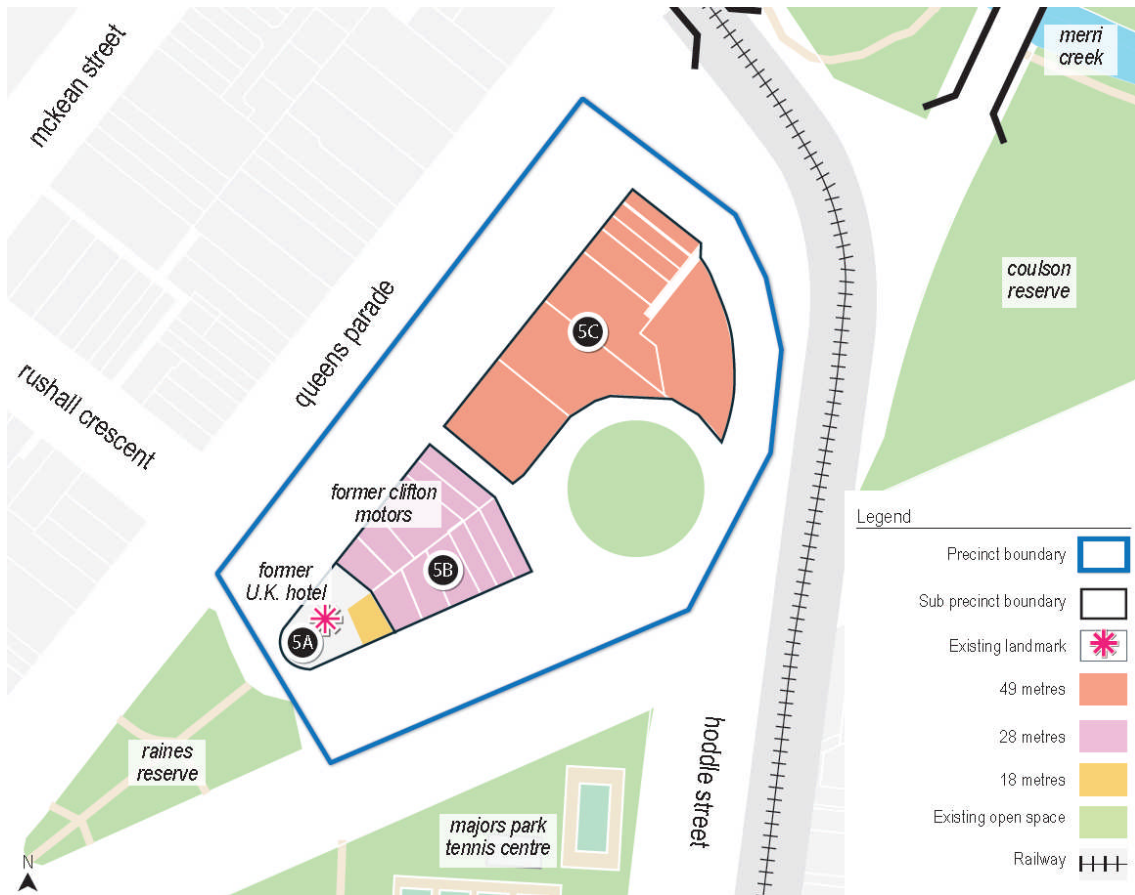 mckean street
merri
creek
coulson
reserve
queens parade
5C
rushall crescent
former clifton
motors
5B
former
U.K. hotel
5A
raines
reserve
hoddle street
majors park
tennis centre
N
Legend
Precinct boundary
Sub precinct boundary
Existing landmark
49 metres
28 metres
18 metres
Existing open space
Railway